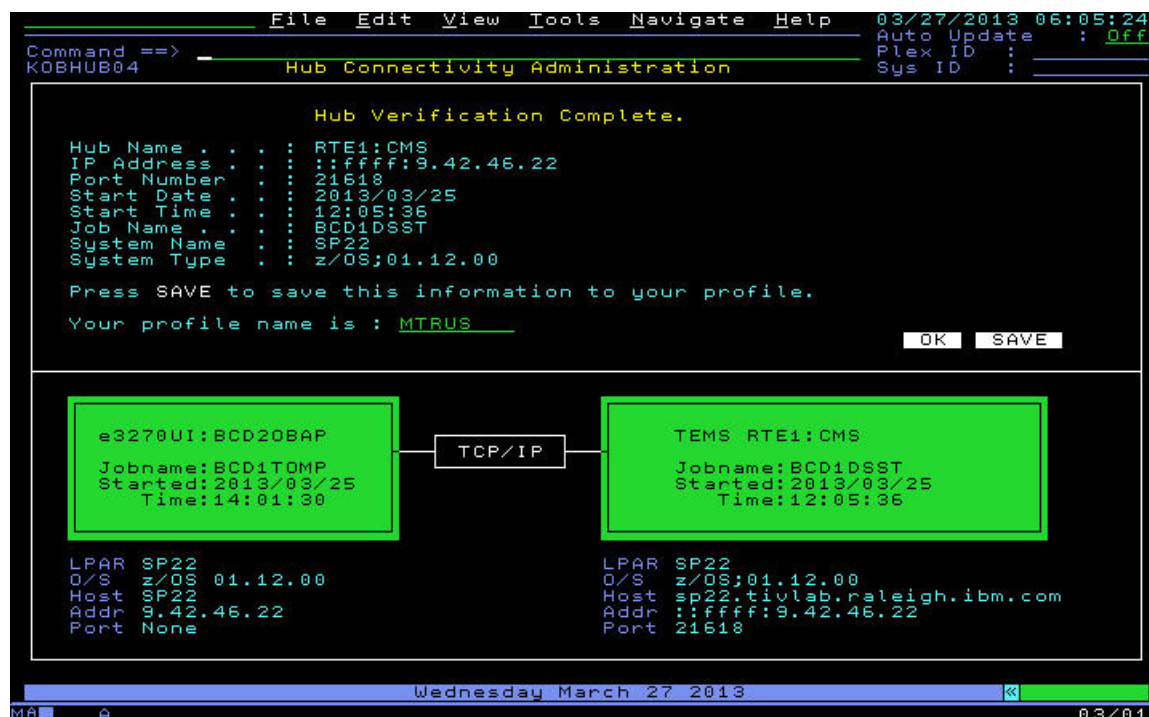 File Edit View Tools Navigate Help 03/27/2013 06:05:24
Auto Update : Off
Command ==> _ Plex ID :
KOBHUB04 Hub Connectivity Administration Sys ID :
Hub Verification Complete.
Hub Name . . . : RTE1:CMS
IP Address . . : ::ffff:9.42.46.22
Port Number . : 21618
Start Date . . : 2013/03/25
Start Time . . : 12:05:36
Job Name . . . : BCD1DSST
System Name . : SP22
System Type . : z/OS;01.12.00
Press SAVE to save this information to your profile.
Your profile name is : MTRUS
OK SAVE
e3270UI:BCD2OBAP
Jobname:BCD1TOMP
Started:2013/03/25
Time:14:01:30
TCP/IP
TEMS RTE1:CMS
Jobname:BCD1DSST
Started:2013/03/25
Time:12:05:36
LPAR SP22
O/S z/OS 01.12.00
Host SP22
Addr 9.42.46.22
Port None
LPAR SP22
O/S z/OS;01.12.00
Host sp22.tivlab.raleigh.ibm.com
Addr ::ffff:9.42.46.22
Port 21618
Wednesday March 27 2013 «
MA A 03/01